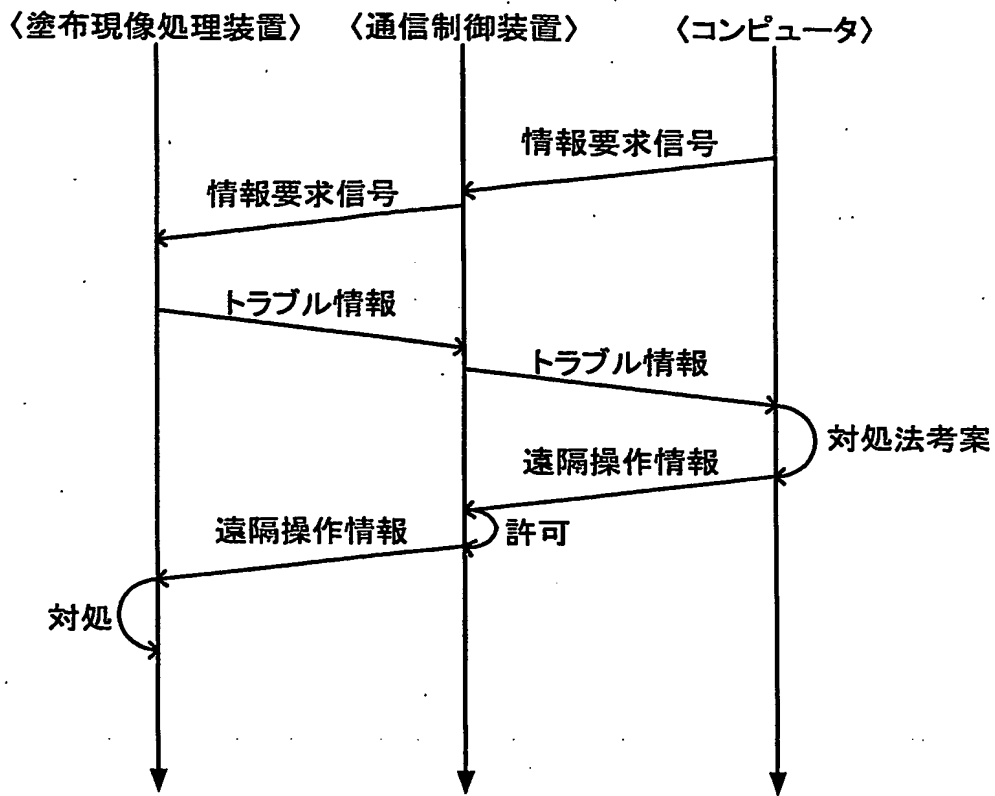 〈塗布現像処理装置〉 〈通信制御装置〉 〈コンピュータ〉
情報要求信号
情報要求信号
トラブル情報
トラブル情報
対処法考案
遠隔操作情報
遠隔操作情報
許可
対処